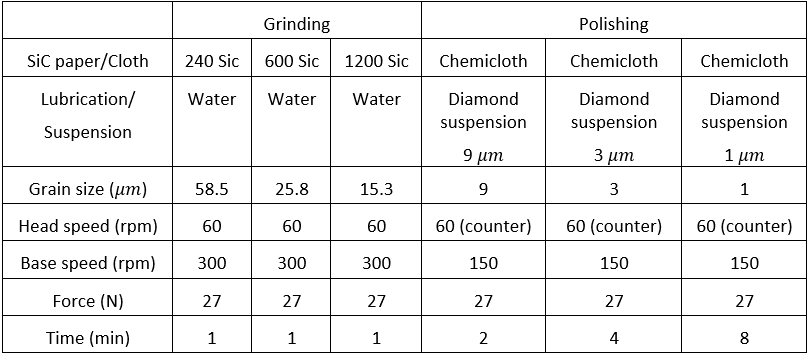 Grinding Polishing
SiC paper/Cloth 240 Sic 600 Sic 1200 Sic Chemicloth Chemicloth Chemicloth
Lubrication/ Water Water Water Diamond Diamond Diamond
Suspension suspension suspension suspension
9 μm 3 μm 1 μm
Grain size (μm) 58.5 25.8 15.3 9 3 1
Head speed (rpm) 60 60 60 60 (counter) 60 (counter) 60 (counter)
Base speed (rpm) 300 300 300 150 150 150
Force (N) 27 27 27 27 27 27
Time (min) 1 1 1 2 4 8